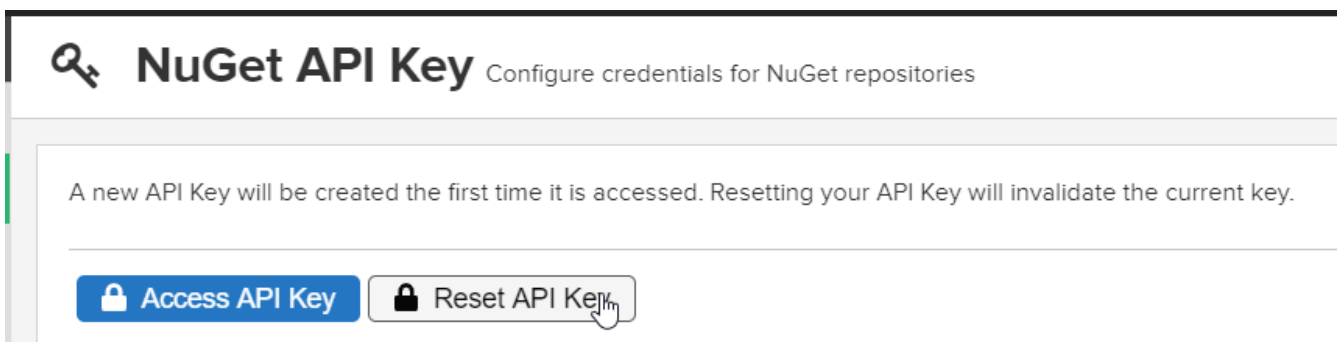 NuGet API Key Configure credentials for NuGet repositories
A new API Key will be created the first time it is accessed. Resetting your API Key will invalidate the current key.
Access API Key
Reset API Key